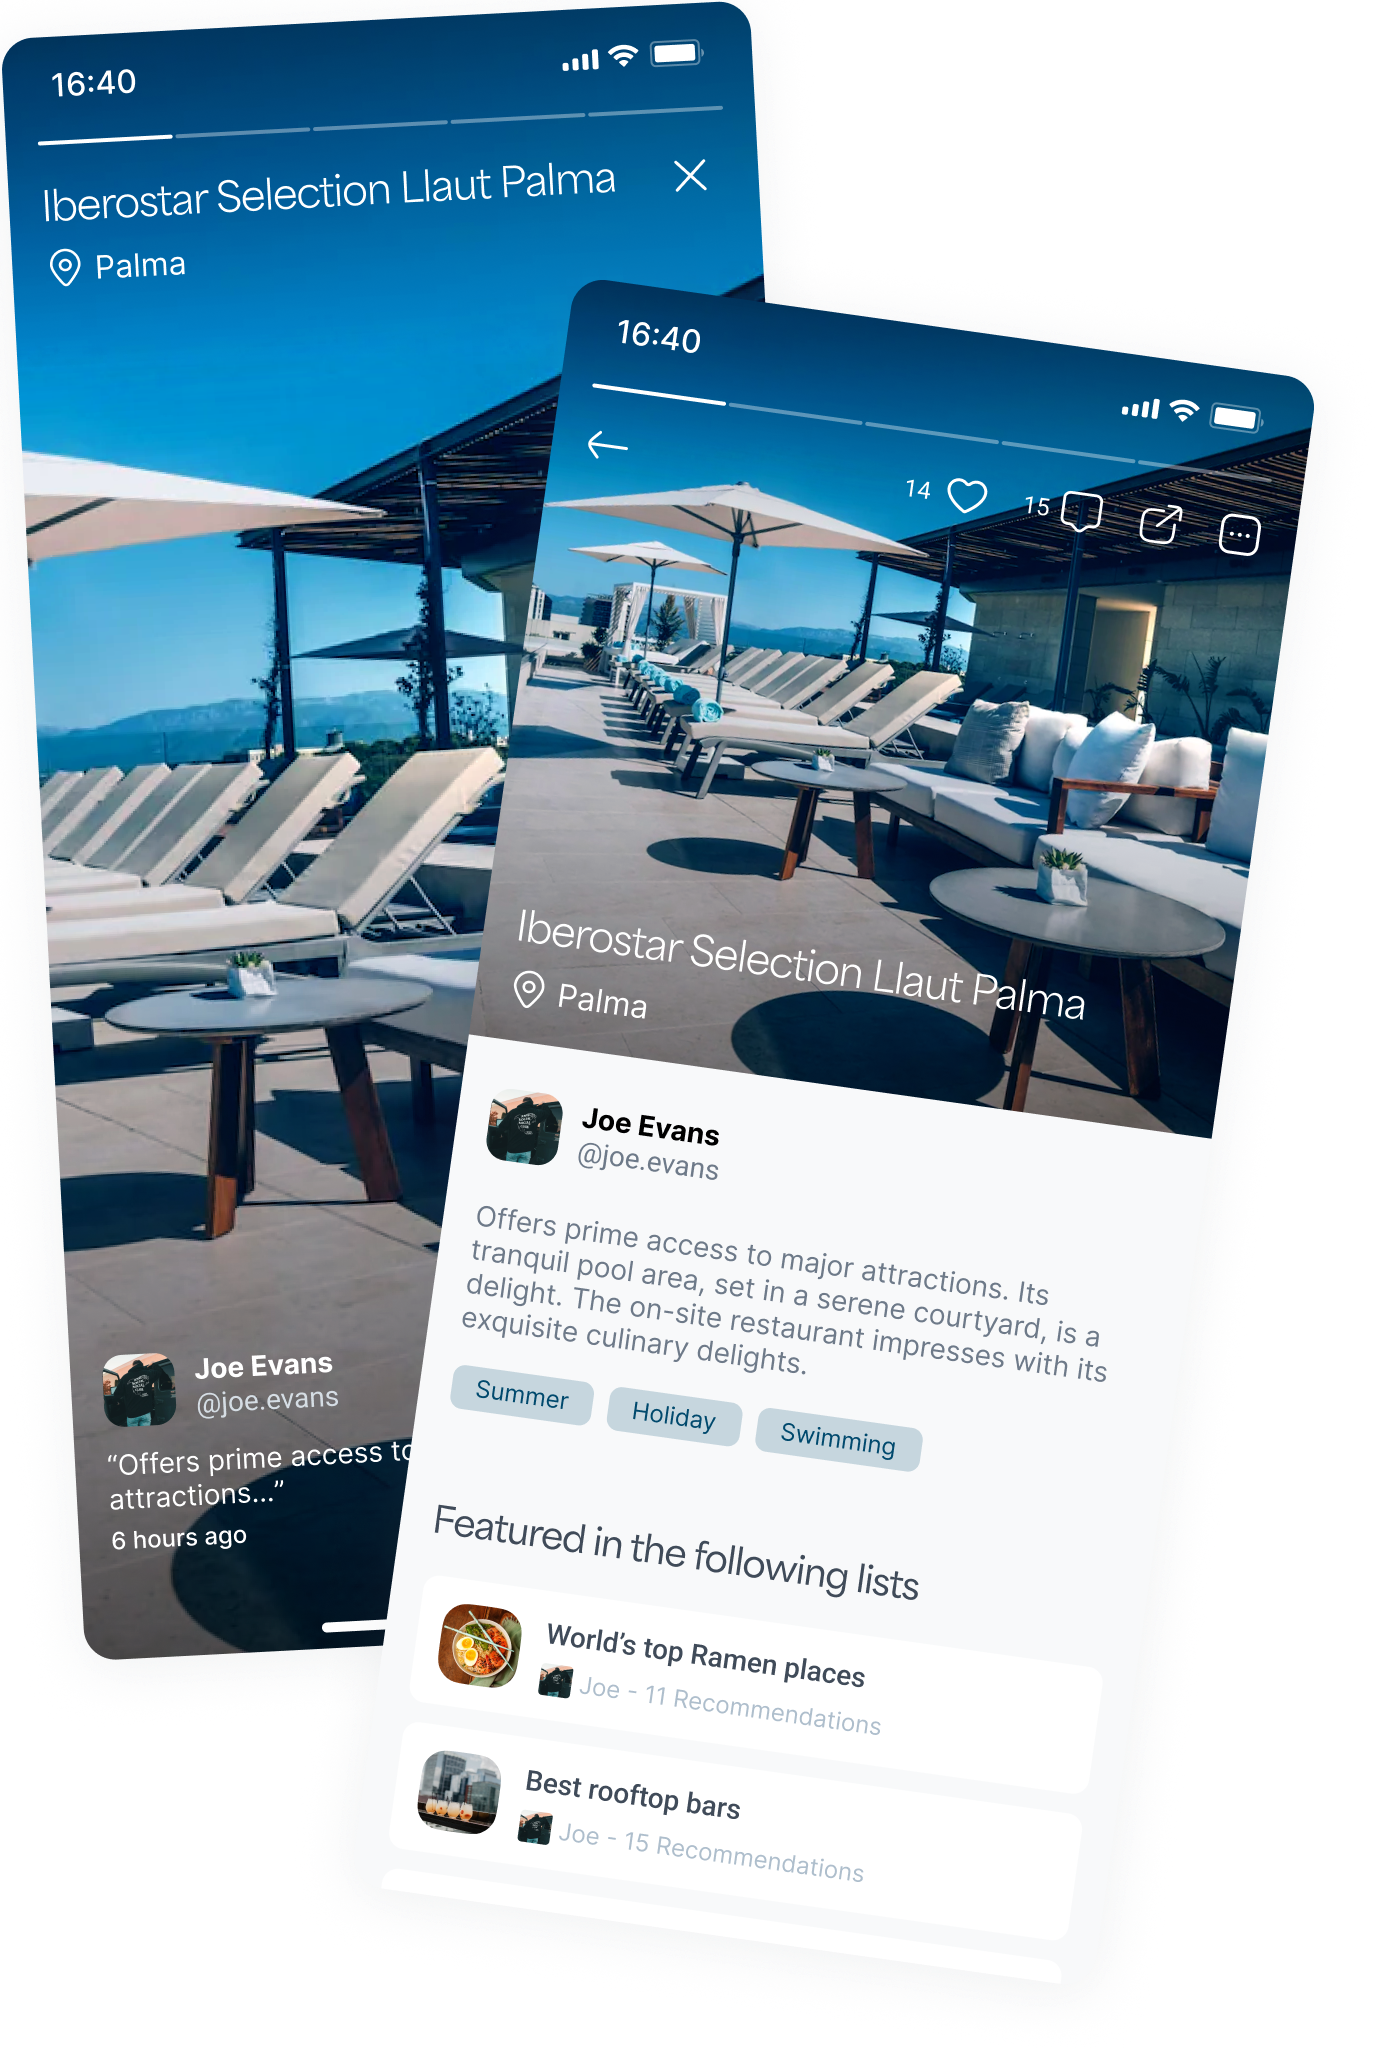 16:40
Iberostar Selection Llaut Palma
Palma
Joe Evans
@joe.evans
“Offers prime access to
attractions...”
6 hours ago
16:40
14
15
Iberostar Selection Llaut Palma
Palma
Joe Evans
@joe.evans
Offers prime access to major attractions. Its
tranquil pool area, set in a serene courtyard, is a
delight. The on-site restaurant impresses with its
exquisite culinary delights.
Summer
Holiday
Swimming
Featured in the following lists
World’s top Ramen places
Joe - 11 Recommendations
Best rooftop bars
Joe - 15 Recommendations